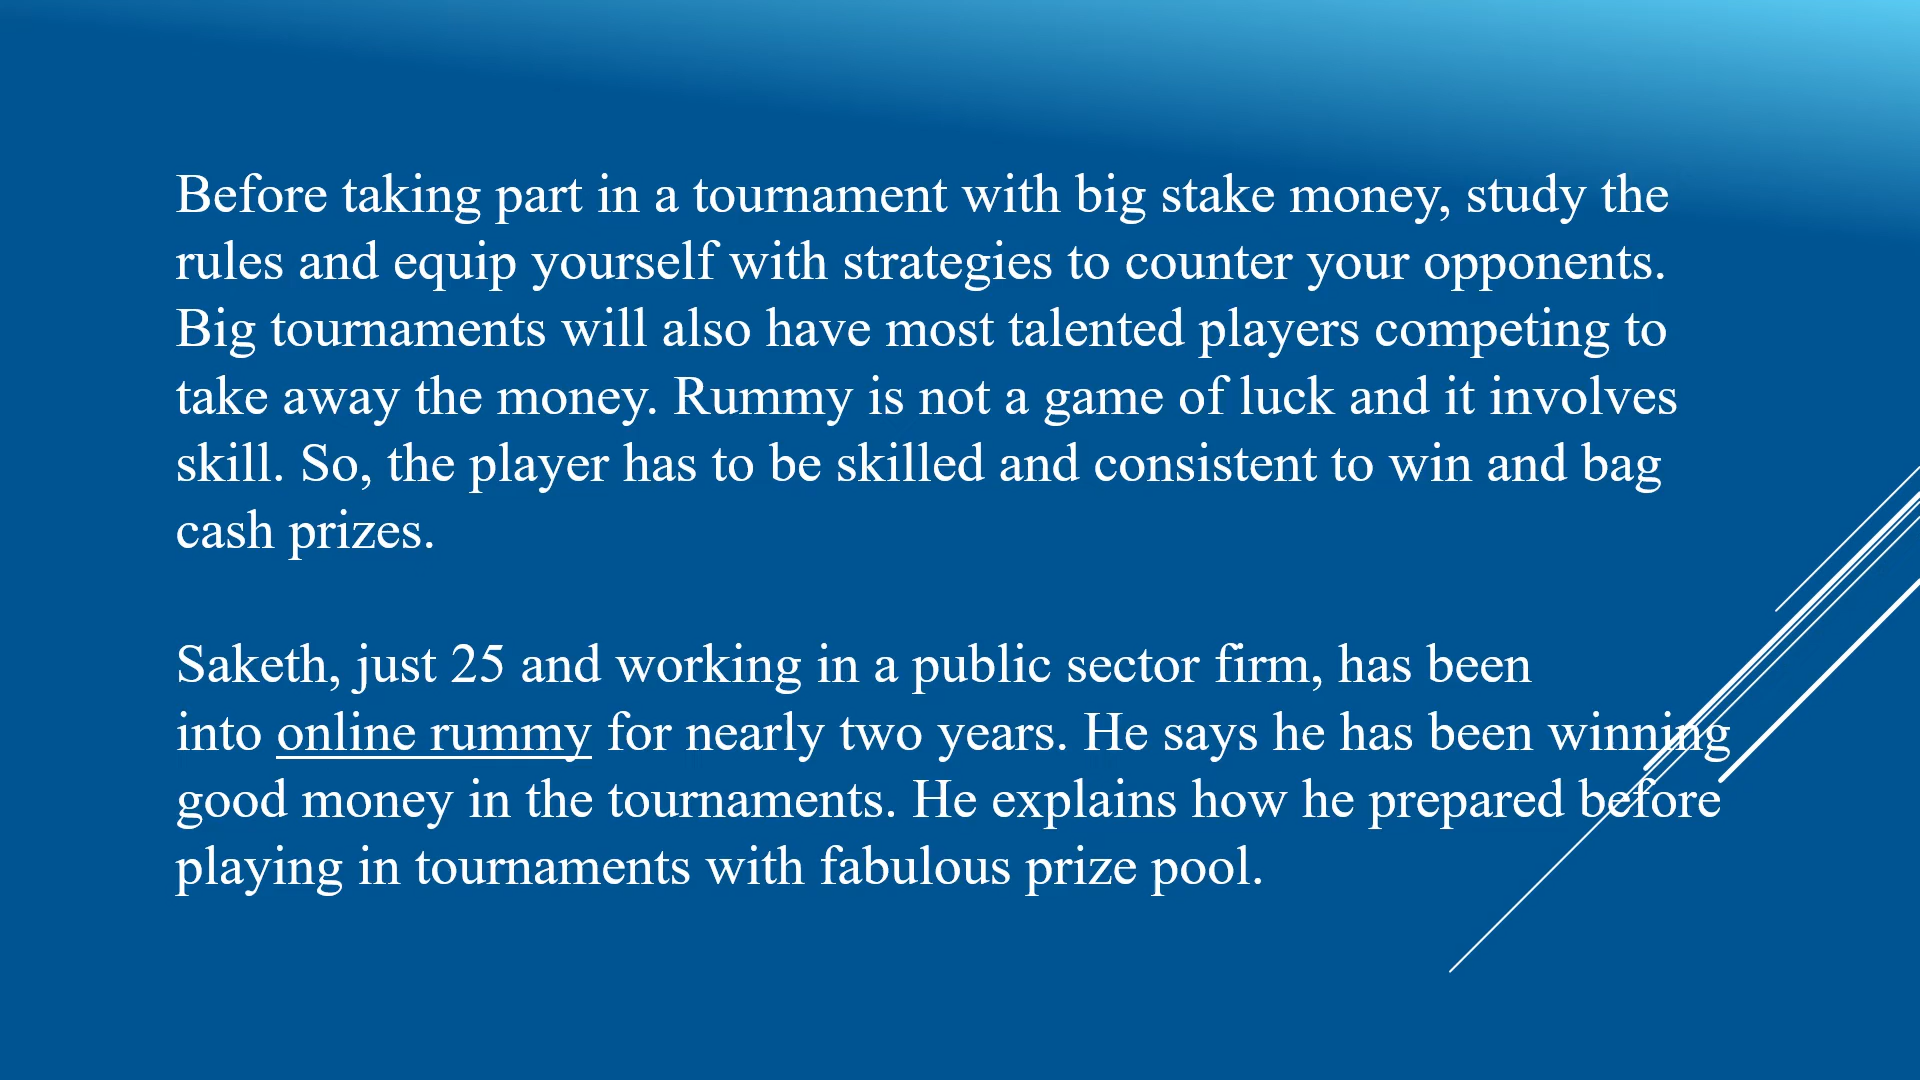 Before taking part in a tournament with big stake money, study the
rules and equip yourself with strategies to counter your opponents.
Big tournaments will also have most talented players competing to
take away the money. Rummy is not a game of luck and it involves
skill. So, the player has to be skilled and consistent to win and bag
cash prizes.
Saketh, just 25 and working in a public sector firm, has been
into online rummy for nearly two years. He says he has been winning
good money in the tournaments. He explains how he prepared before
playing in tournaments with fabulous prize pool.